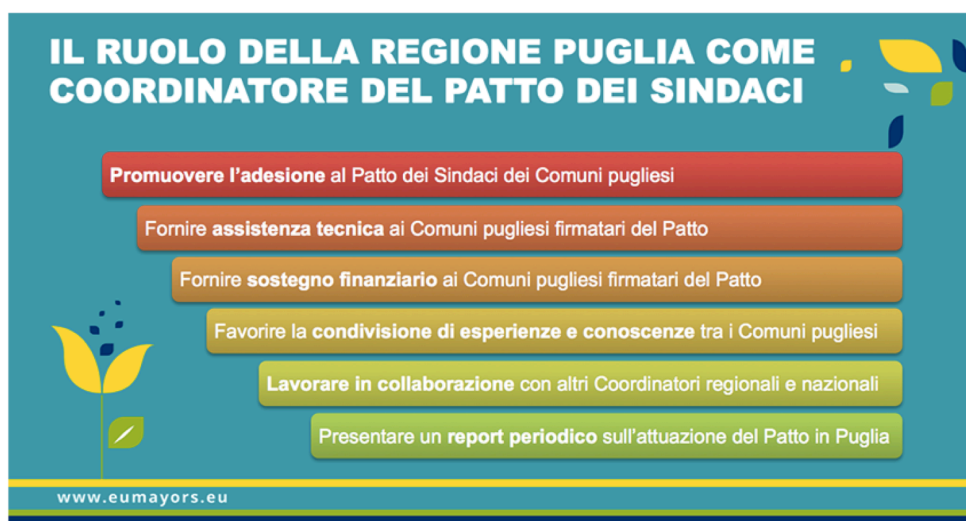 IL RUOLO DELLA REGIONE PUGLIA COME
COORDINATORE DEL PATTO DEI SINDACI
Promuovere l'adesione al Patto dei Sindaci dei Comuni pugliesi
Fornire assistenza tecnica ai Comuni pugliesi firmatari del Patto
Fornire sostegno finanziario ai Comuni pugliesi firmatari del Patto
Favorire la condivisione di esperienze e conoscenze tra i Comuni pugliesi
Lavorare in collaborazione con altri Coordinatori regionali e nazionali
Presentare un report periodico sull'attuazione del Patto in Puglia
www.eumayors.eu